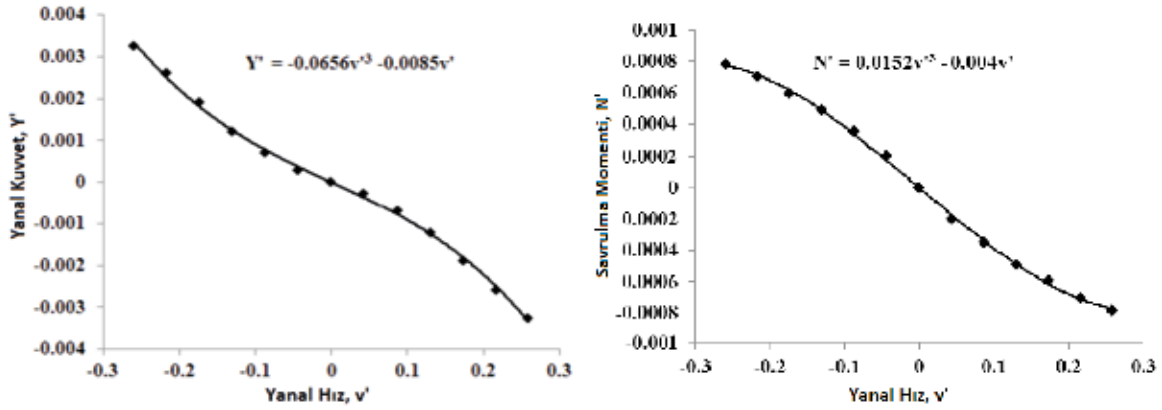 0.004
0.003
0.002
0.001
0
-0.001
-0.002
-0.003
-0.004
Yanal Kuvvet, Y'
Y' = -0.0656v'³ -0.0085v'
-0.3 -0.2 -0.1 0 0.1 0.2 0.3
Yanal Hız, v'
0.001
0.0008
0.0006
0.0004
0.0002
0
-0.0002
-0.0004
-0.0006
-0.0008
-0.001
Savrulma Momenti, N'
N' = 0.0152v'³ -0.004v'
-0.3 -0.2 -0.1 0 0.1 0.2 0.3
Yanal Hız, v'